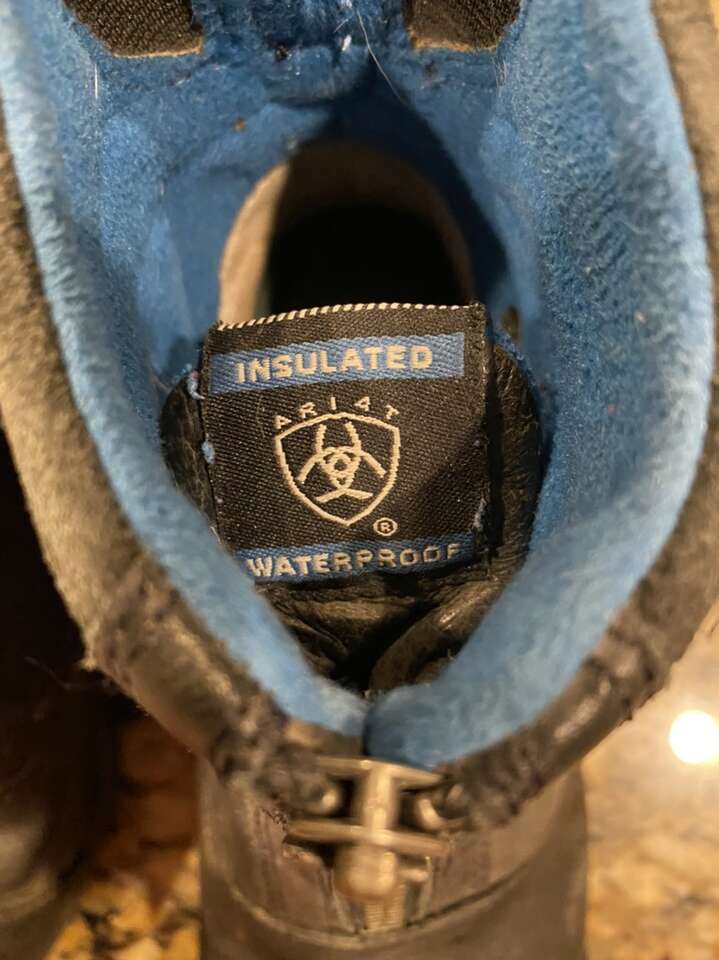 INSULATED
ARIAT
®
WATERPROOF